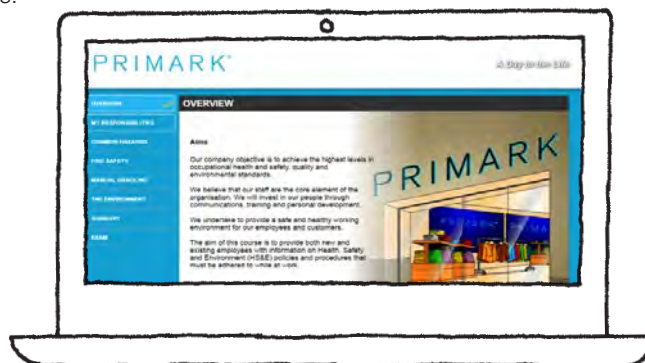 PRIMARK
A Day in the Life
OVERVIEW
OVERVIEW
MY RESPONSIBILITIES
COMMON HAZARDS
FIRE SAFETY
MANUAL HANDLING
THE ENVIRONMENT
SUMMARY
EXAM
Aims
Our company objective is to achieve the highest levels in
occupational health and safety, quality and
environmental standards.
We believe that our staff are the core element of the
organisation. We will invest in our people through
communications, training and personal development.
We undertake to provide a safe and healthy working
environment for our employees and customers.
The aim of this course is to provide both new and
existing employees with information on Health, Safety
and Environment (HS&E) policies and procedures that
must be adhered to while at work.
PRIMARK